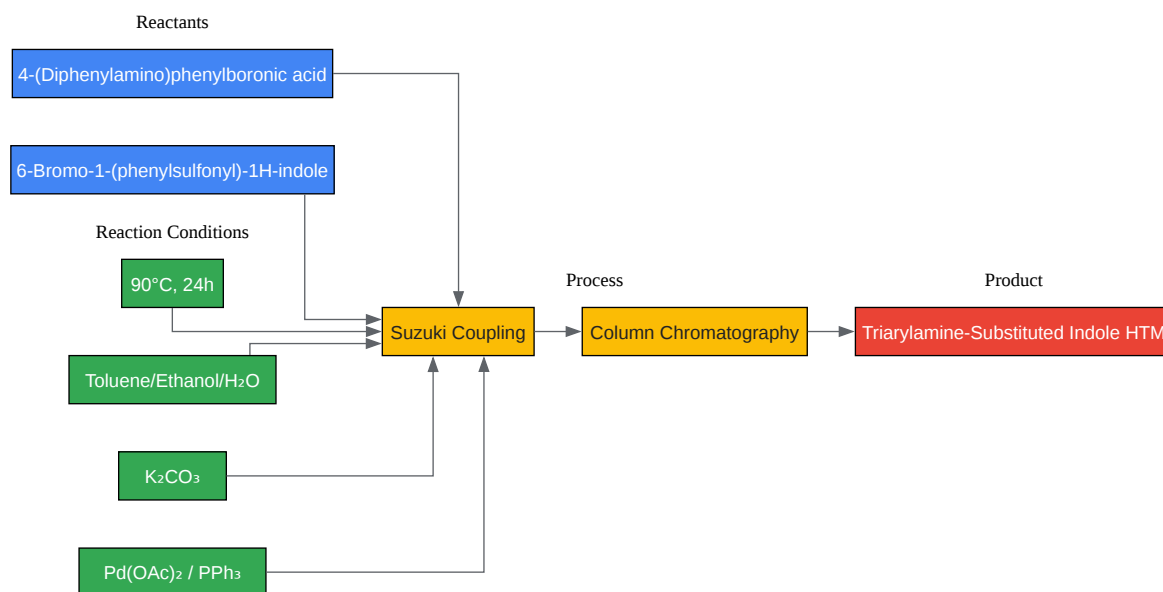 Reactants
4-(Diphenylamino)phenylboronic acid
6-Bromo-1-(phenylsulfonyl)-1H-indole
Reaction Conditions
90°C, 24h
Process
Product
Suzuki Coupling
Column Chromatography
Triarylamine-Substituted Indole HTM
Toluene/Ethanol/H₂O
K₂CO₃
Pd(OAc)₂ / PPh₃